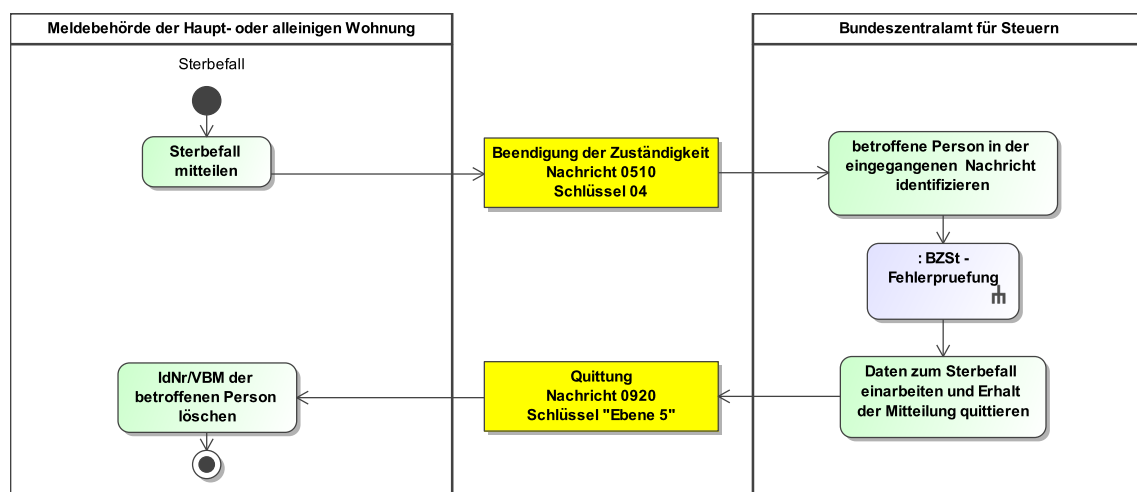 Meldebehörde der Haupt- oder alleinigen Wohnung
Bundeszentralamt für Steuern
Sterbefall
Sterbefall
mitteilen
Beendigung der Zuständigkeit
Nachricht 0510
Schlüssel 04
betroffene Person in der
eingegangenen Nachricht
identifizieren
: BZSt -
Fehlerpruefung
Daten zum Sterbefall
einarbeiten und Erhalt
der Mitteilung quittieren
Quittung
Nachricht 0920
Schlüssel "Ebene 5"
IdNr/VBM der
betroffenen Person
löschen